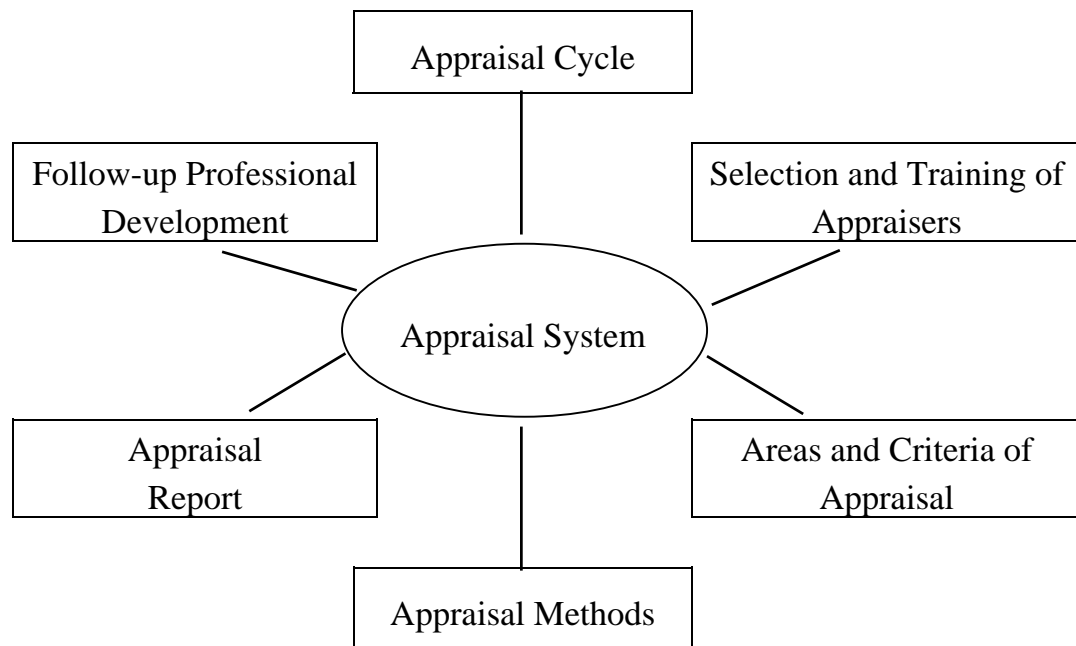 Appraisal Cycle
Follow-up Professional
Development
Selection and Training of
Appraisers
Appraisal System
Appraisal
Report
Areas and Criteria of
Appraisal
Appraisal Methods